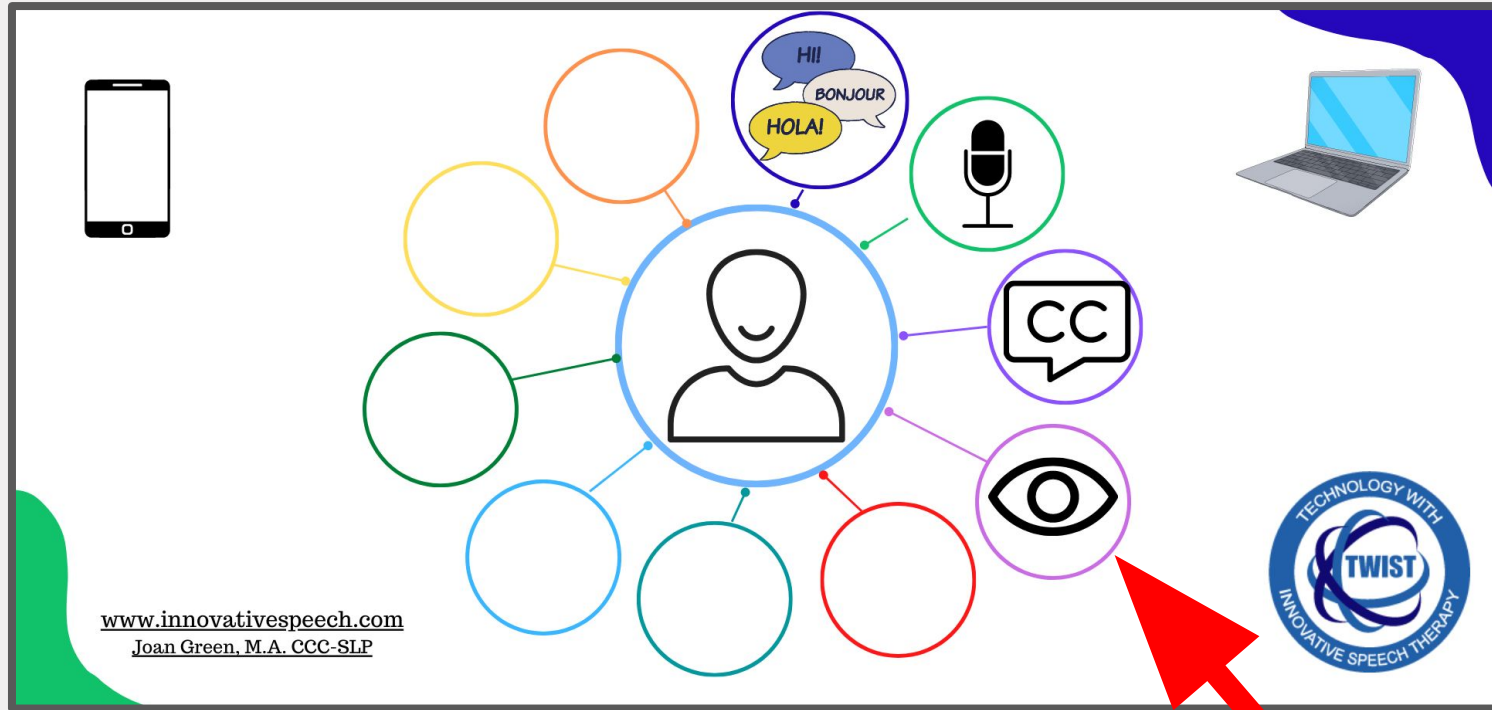 HI!
BONJOUR
HOLA!
CC
www.innovativespeech.com
Joan Green, M.A. CCC-SLP
TECHNOLOGY WITH
TWIST
INNOVATIVE SPEECH THERAPY